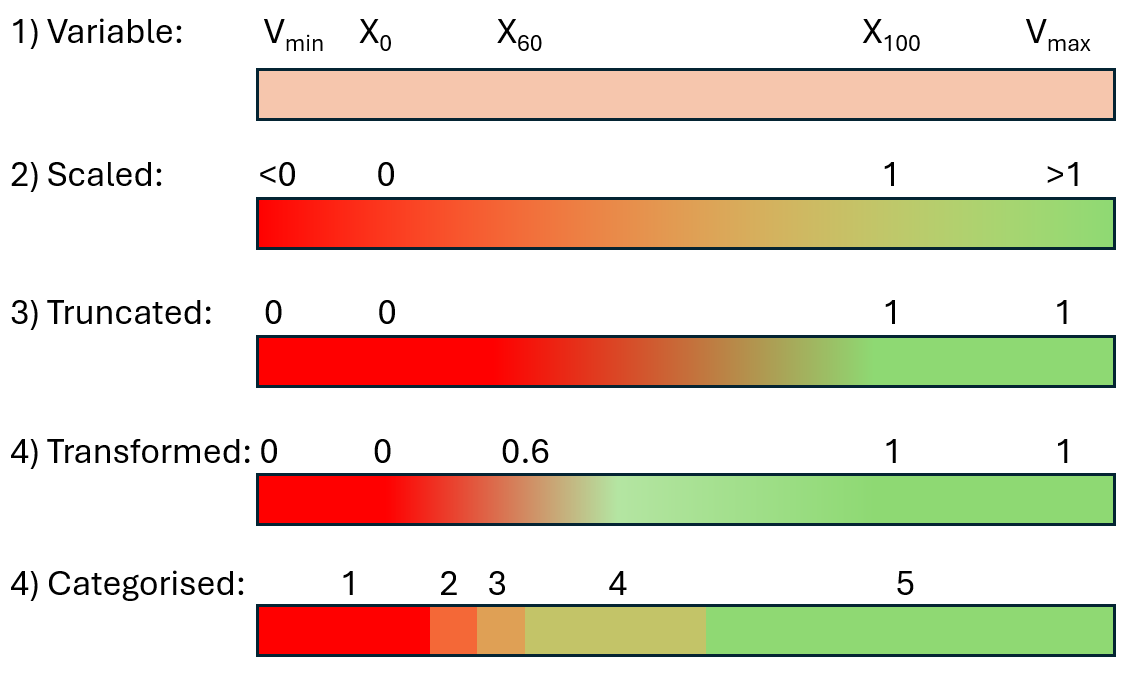 1) Variable: Vmin X0 X60 X100 Vmax
2) Scaled: <0 0 1 >1
3) Truncated: 0 0 1 1
4) Transformed: 0 0 0.6 1 1
4) Categorised: 1 2 3 4 5